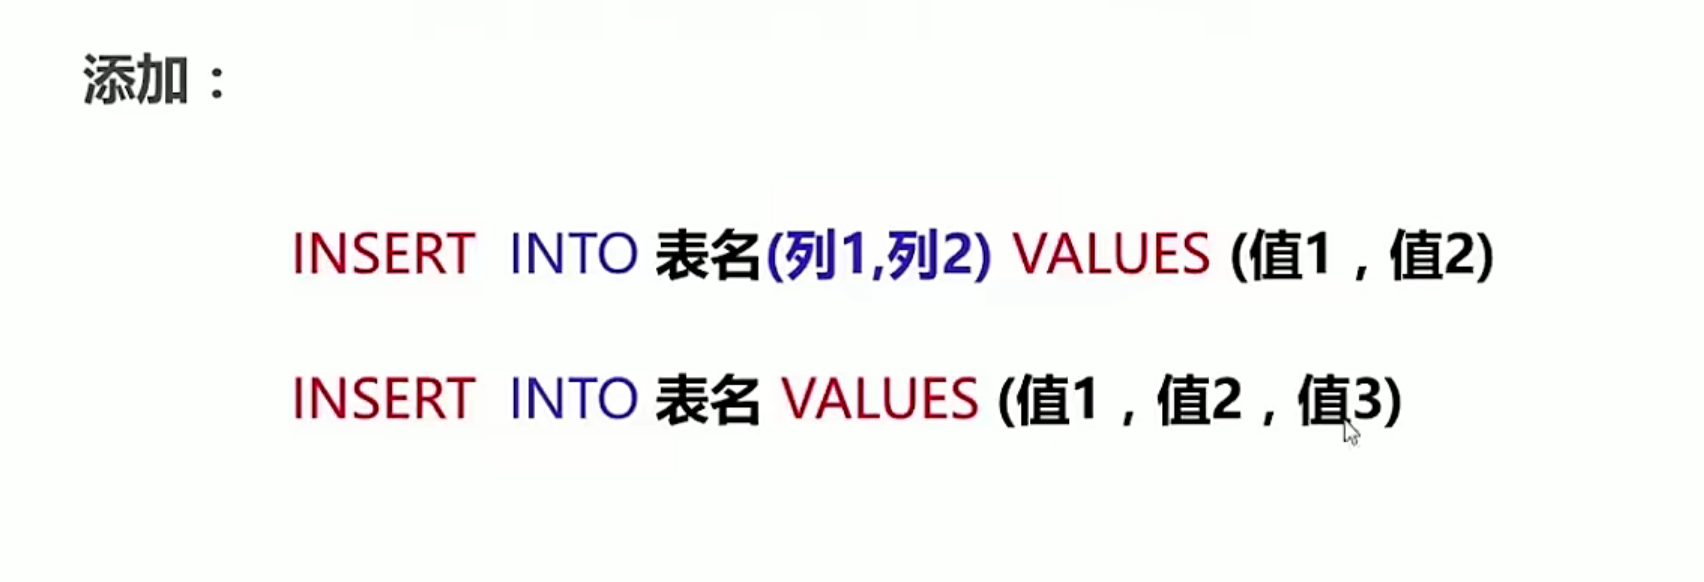 添加：
INSERT INTO 表名(列1,列2) VALUES (值1，值2)
INSERT INTO 表名 VALUES (值1，值2，值3)